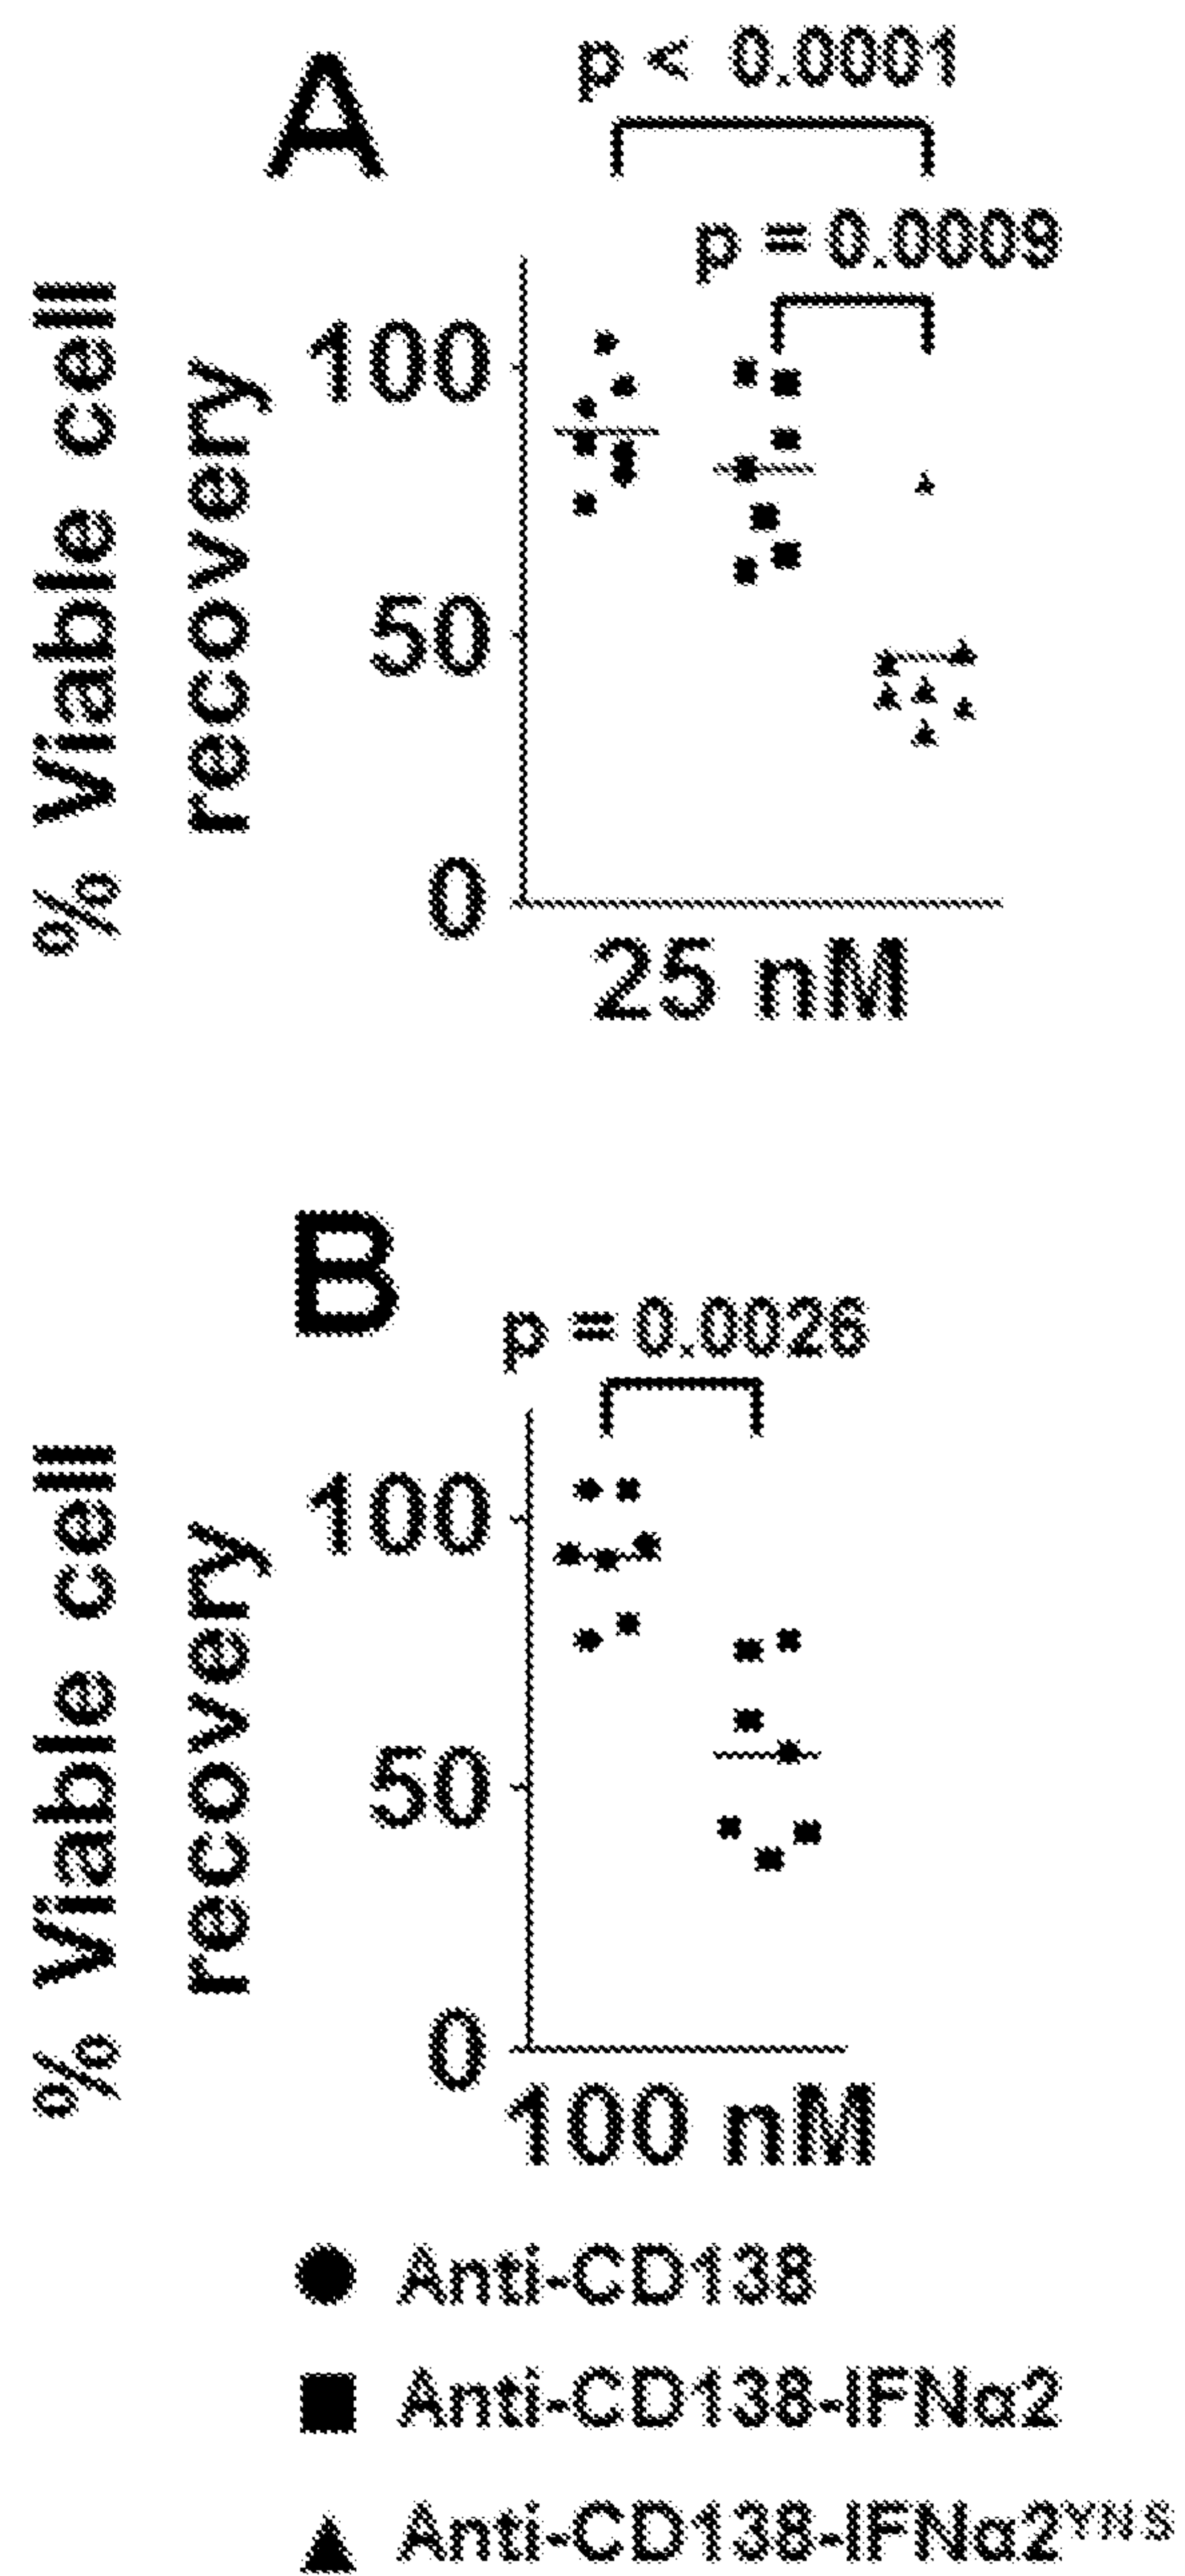 A
p < 0.0001
p = 0.0009
% Viable cell
recovery
100
50
0
25 nM
B
p = 0.0026
% Viable cell
recovery
100
50
0
100 nM
Anti-CD138
Anti-CD138-IFNα2
Anti-CD138-IFNα2ʸᴺˢ